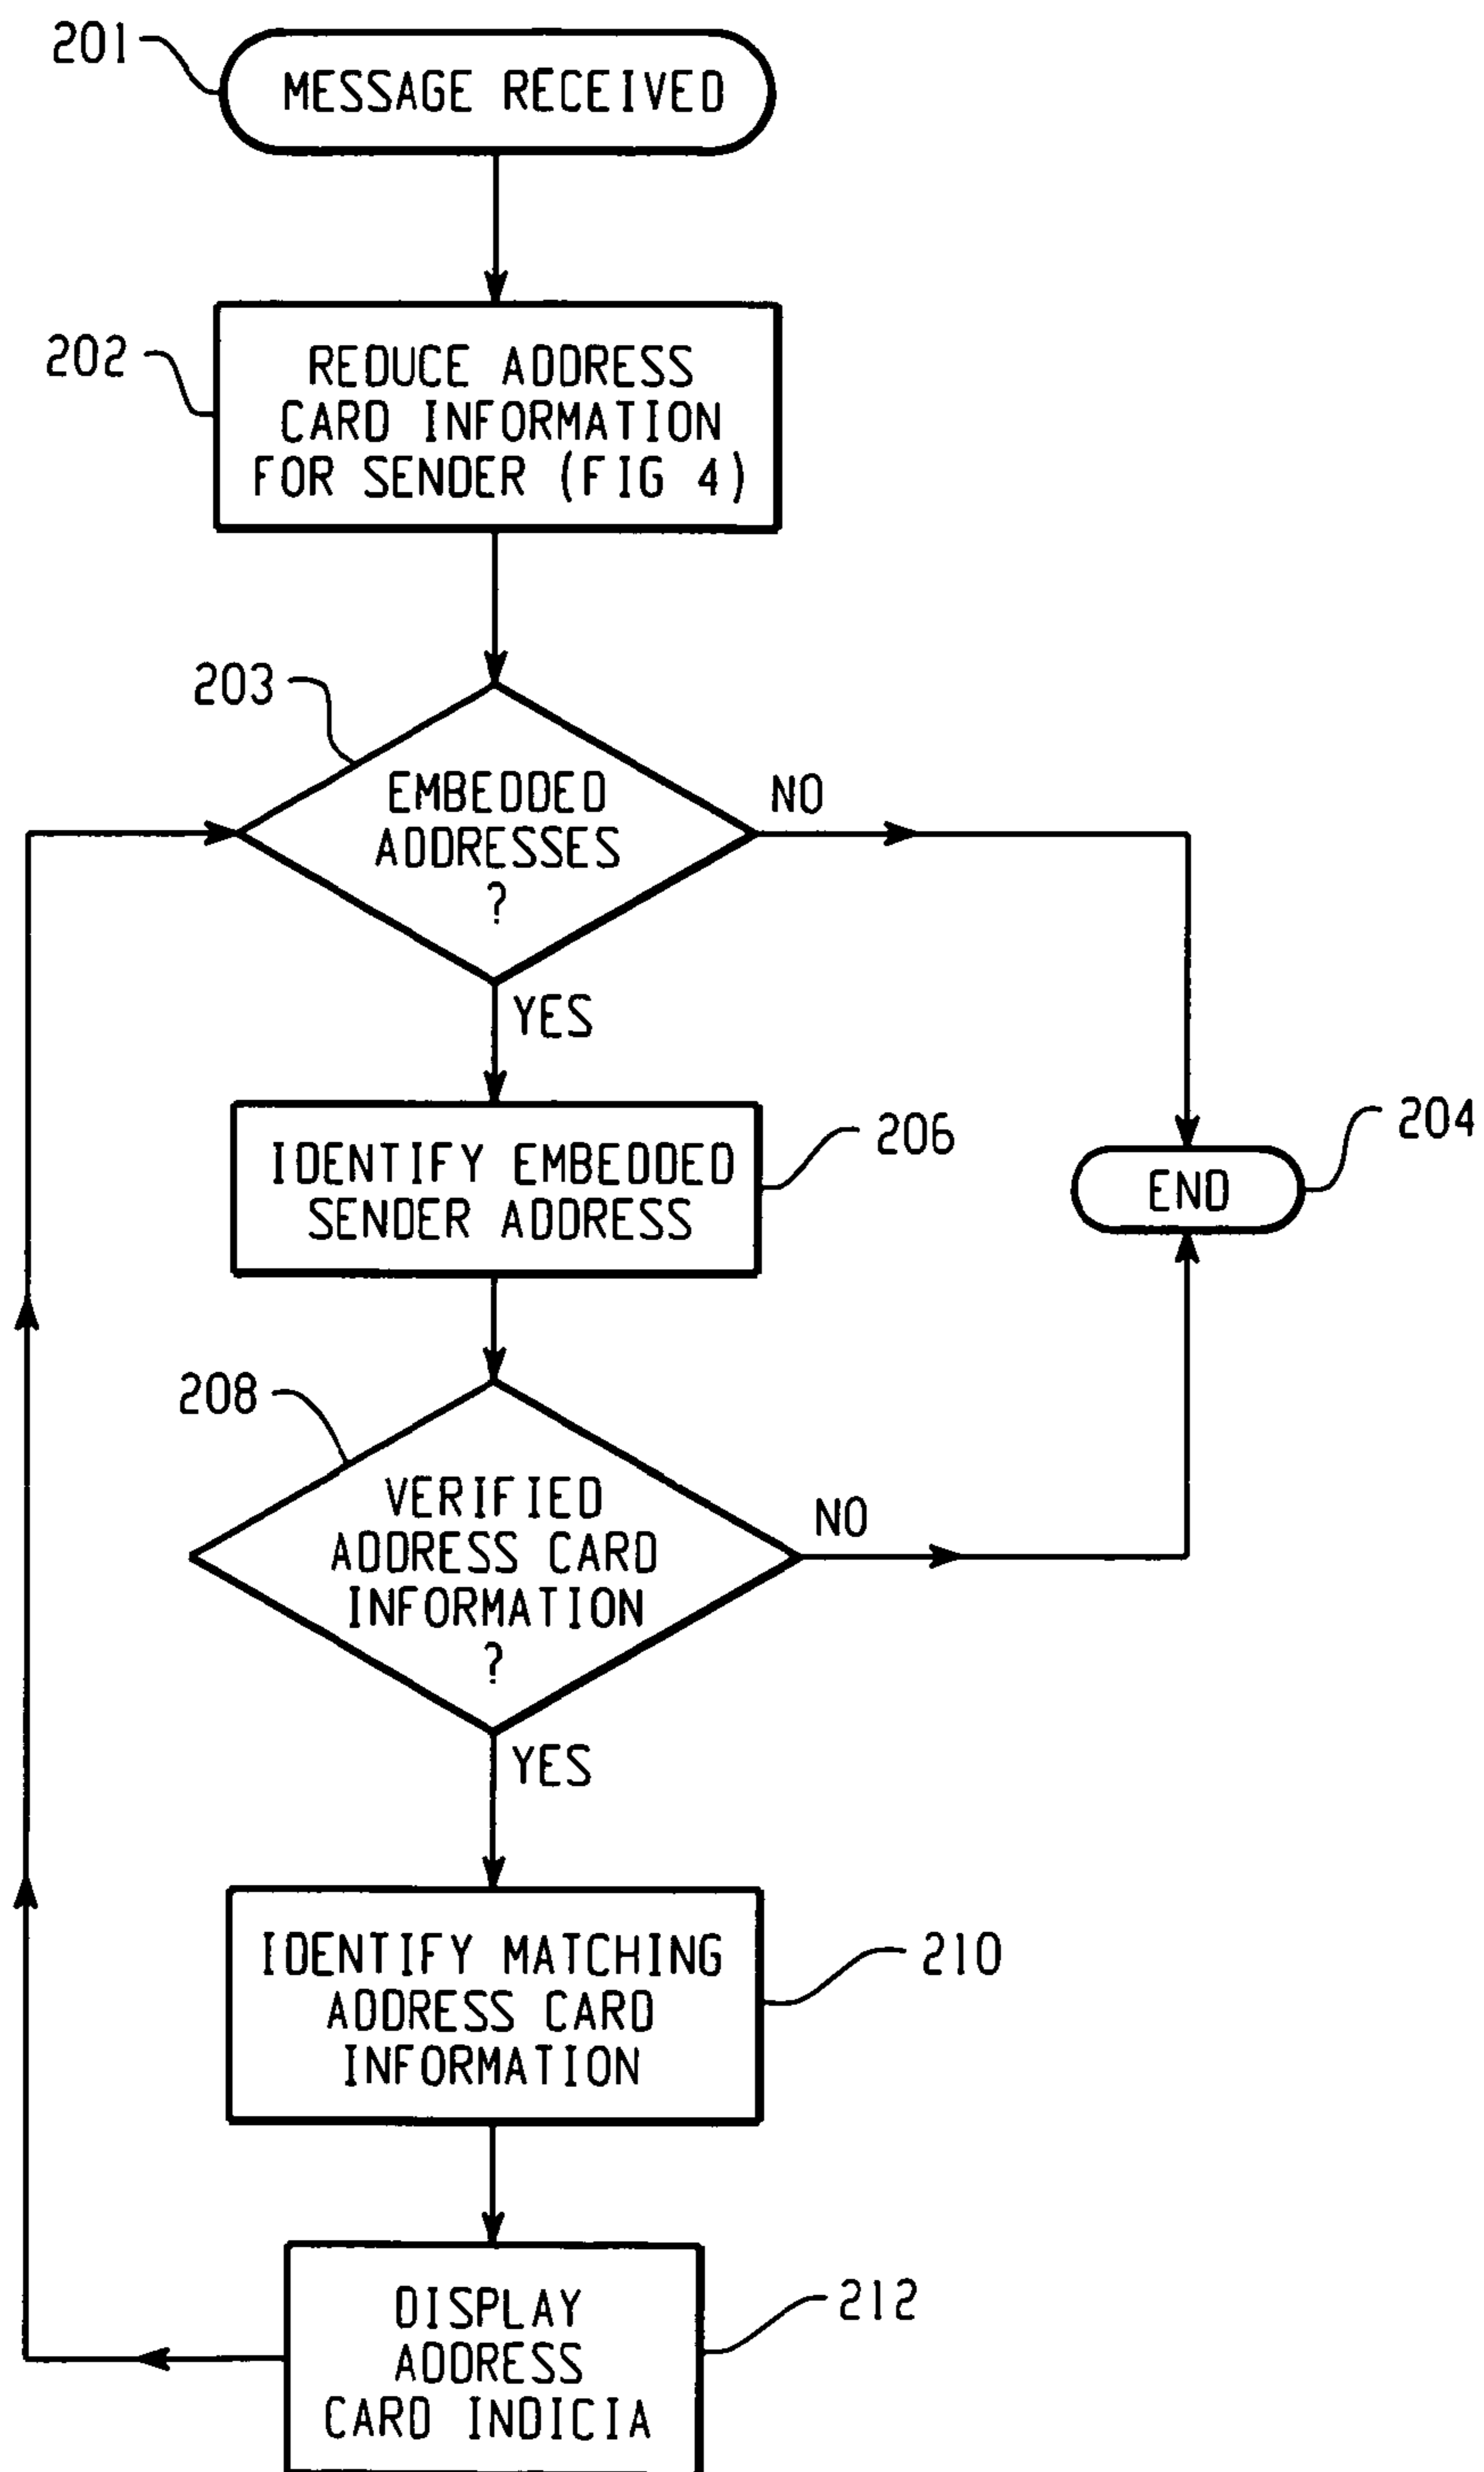 201
MESSAGE RECEIVED
202
REDUCE ADDRESS
CARD INFORMATION
FOR SENDER (FIG 4)
203
EMBEDDED
ADDRESSES
?
NO
YES
206
IDENTIFY EMBEDDED
SENDER ADDRESS
204
END
208
VERIFIED
ADDRESS CARD
INFORMATION
?
NO
YES
IDENTIFY MATCHING
ADDRESS CARD
INFORMATION
210
DISPLAY
ADDRESS
CARD INDICIA
212